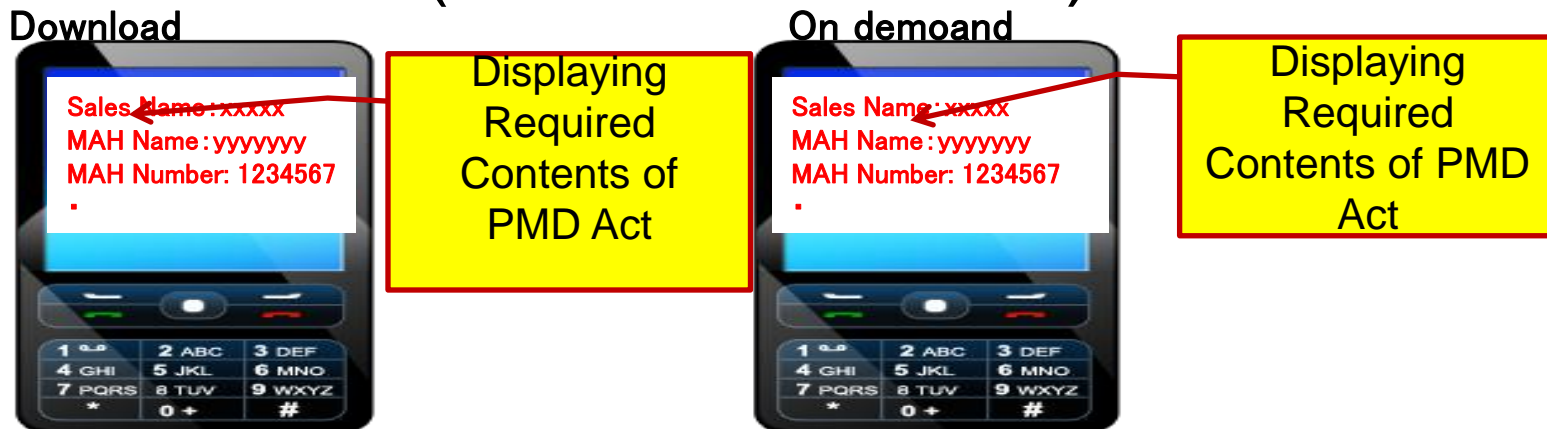 Download
Sales Name：xxxxx
MAH Name：yyyyyyy
MAH Number: 1234567
・
Displaying
Required
Contents of
PMD Act
1
2 ABC
3 DEF
4 GHI
5 JKL
6 MNO
7 PQRS
8 TUV
9 WXYZ
*
0 +
#
On demoand
Sales Name：xxxxx
MAH Name：yyyyyyy
MAH Number: 1234567
・
Displaying
Required
Contents of PMD
Act
1
2 ABC
3 DEF
4 GHI
5 JKL
6 MNO
7 PQRS
8 TUV
9 WXYZ
*
0 +
#